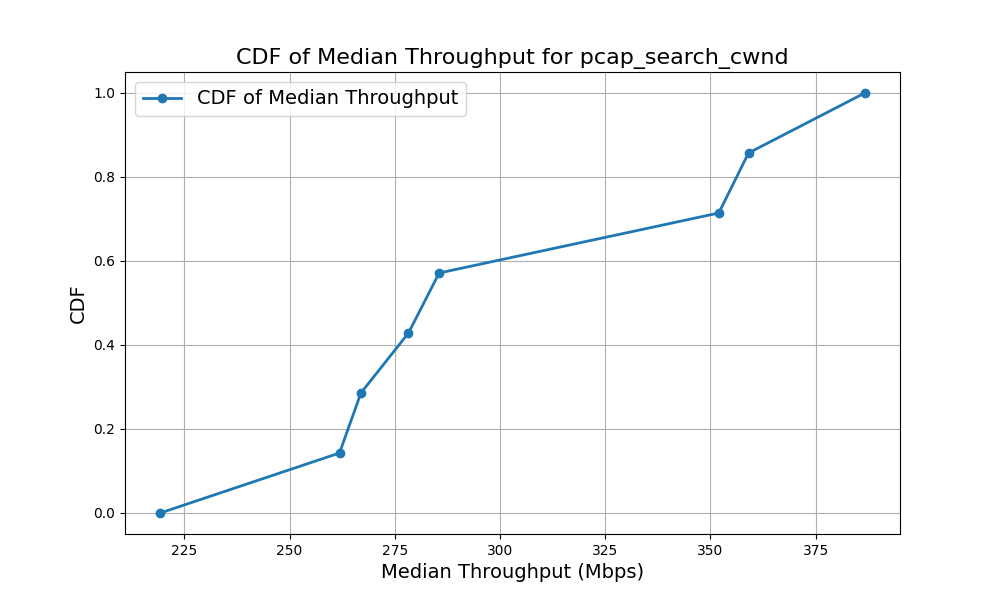 CDF of Median Throughput for pcap_search_cwnd
CDF of Median Throughput
CDF
1.0
0.8
0.6
0.4
0.2
0.0
225 250 275 300 325 350 375
Median Throughput (Mbps)